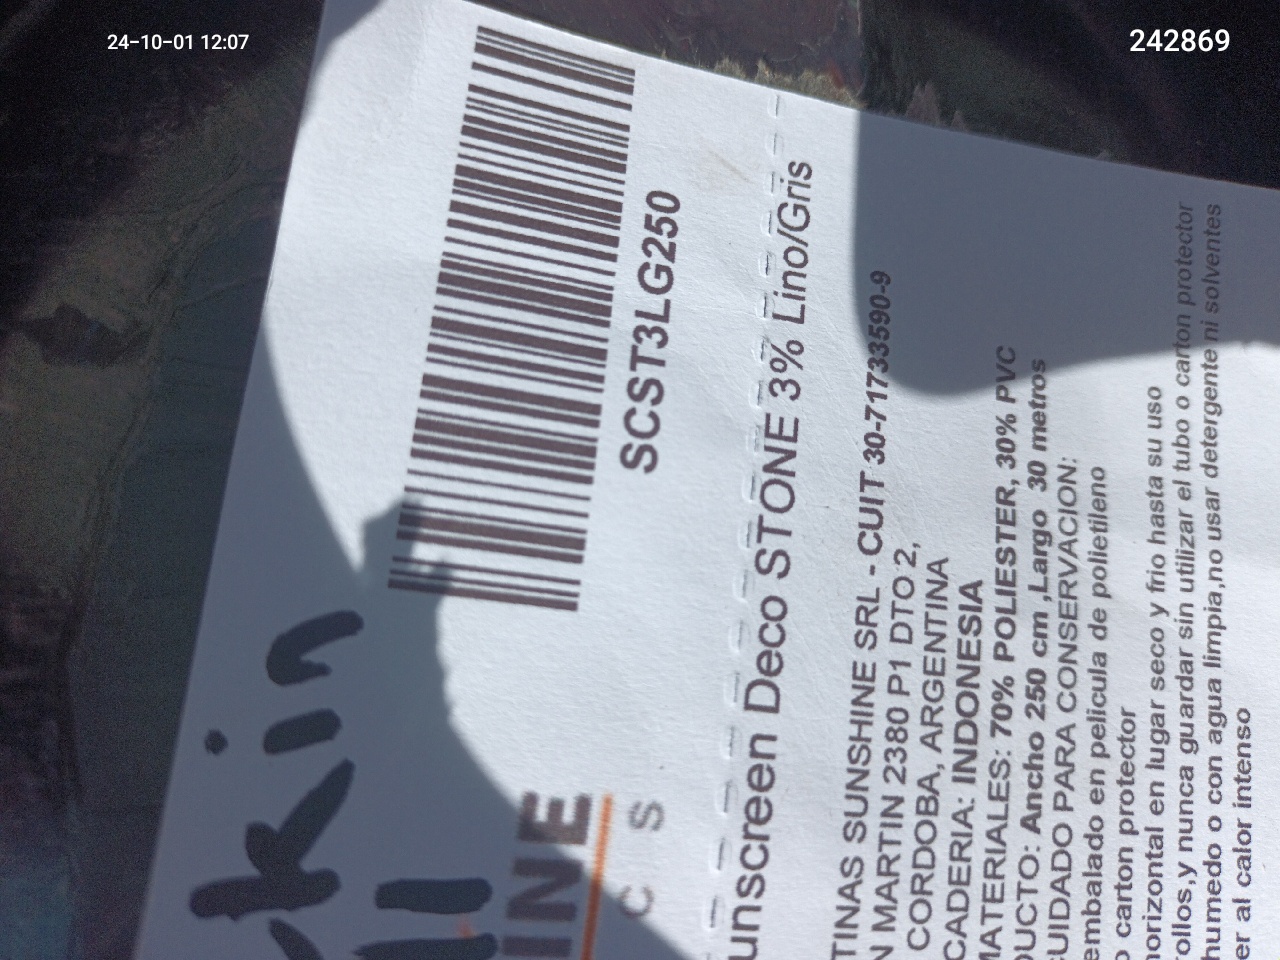 24-10-01 12:07
242869
kin
INE
C S
SCST3LG250
unscreen Deco STONE 3% Lino/Gris
TINAS SUNSHINE SRL - CUIT 30-71733590-9
N MARTIN 2380 P1 DTO 2,
CORDOBA, ARGENTINA
CADERIA: INDONESIA
MATERIALES: 70% POLIESTER, 30% PVC
DUCTO: Ancho 250 cm ,Largo 30 metros
CUIDADO PARA CONSERVACION:
embalado en pelicula de polietileno
o carton protector
horizontal en lugar seco y frio hasta su uso
rollos,y nunca guardar sin utilizar el tubo o carton protector
humedo o con agua limpia,no usar detergente ni solventes
er al calor intenso